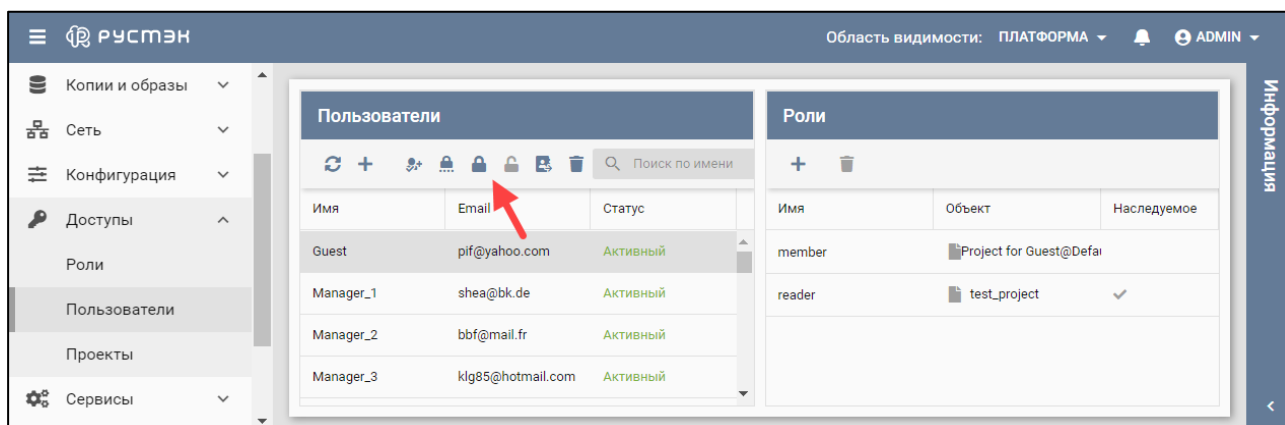 РУСТЭК
Область видимости: ПЛАТФОРМА
ADMIN
Копии и образы
Сеть
Конфигурация
Доступы
Роли
Пользователи
Проекты
Сервисы
Пользователи
Поиск по имени
Имя Email Статус
Guest pif@yahoo.com Активный
Manager_1 shea@bk.de Активный
Manager_2 bbf@mail.fr Активный
Manager_3 klg85@hotmail.com Активный
Роли
Имя Объект Наследуемое
member Project for Guest@Defau
reader test_project
Информация